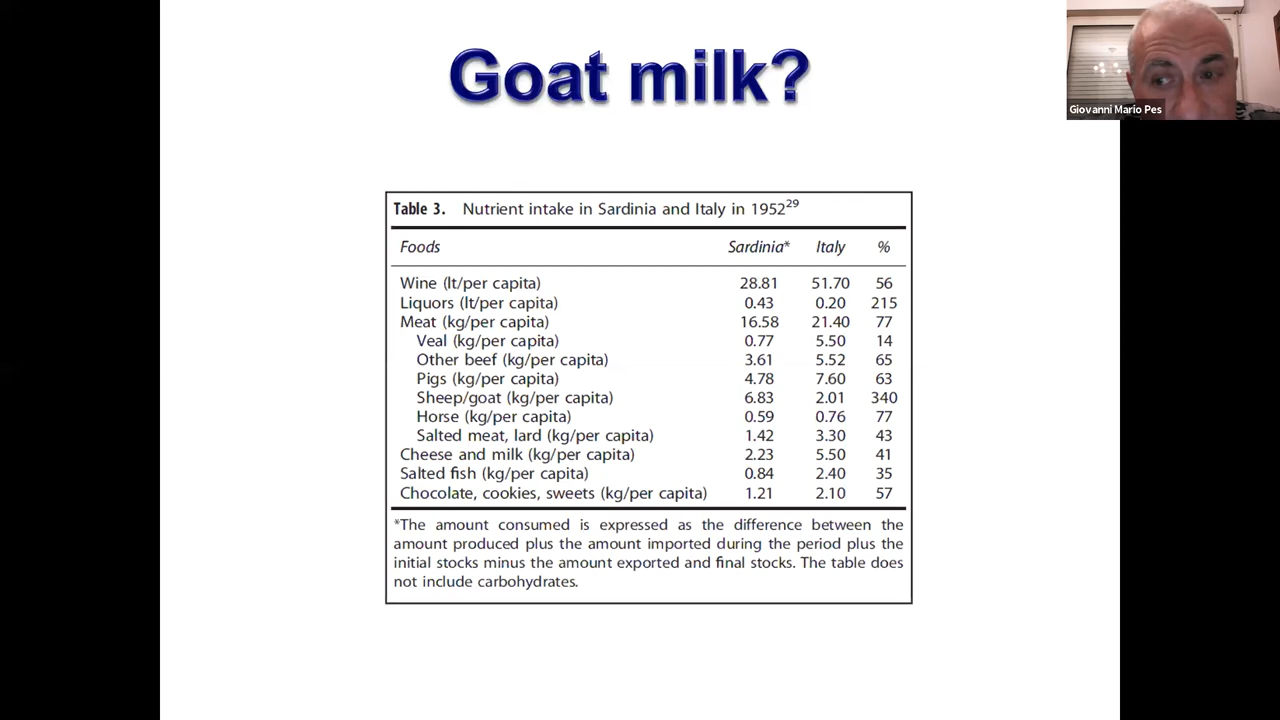 Goat milk?
Giovanni Mario Pes
Table 3. Nutrient intake in Sardinia and Italy in 1952²⁹
Foods Sardinia* Italy %
Wine (lt/per capita) 28.81 51.70 56
Liquors (lt/per capita) 0.43 0.20 215
Meat (kg/per capita) 16.58 21.40 77
Veal (kg/per capita) 0.77 5.50 14
Other beef (kg/per capita) 3.61 5.52 65
Pigs (kg/per capita) 4.78 7.60 63
Sheep/goat (kg/per capita) 6.83 2.01 340
Horse (kg/per capita) 0.59 0.76 77
Salted meat, lard (kg/per capita) 1.42 3.30 43
Cheese and milk (kg/per capita) 2.23 5.50 41
Salted fish (kg/per capita) 0.84 2.40 35
Chocolate, cookies, sweets (kg/per capita) 1.21 2.10 57
*The amount consumed is expressed as the difference between the
amount produced plus the amount imported during the period plus the
initial stocks minus the amount exported and final stocks. The table does
not include carbohydrates.